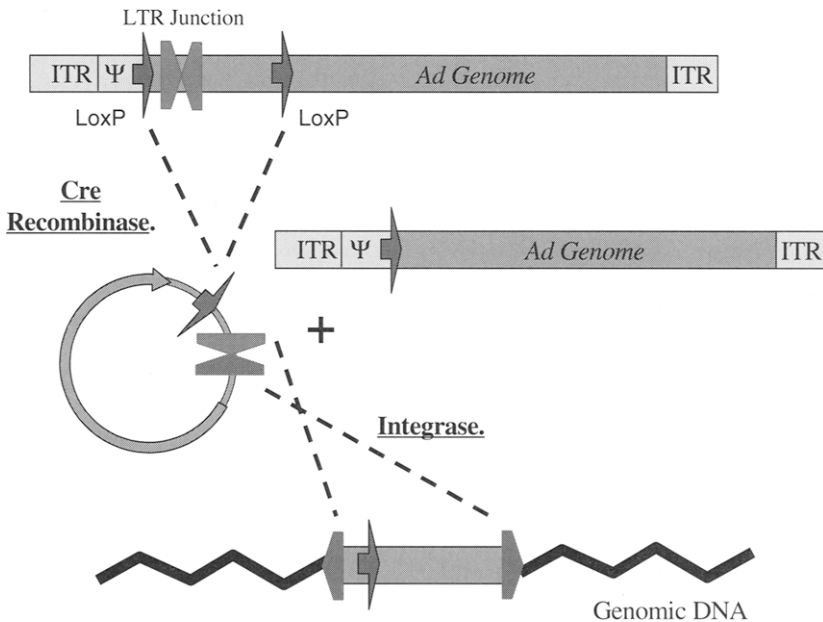 LTR Junction
ITR Ψ Ad Genome ITR
LoxP LoxP
Cre
Recombinase.
ITR Ψ Ad Genome ITR
+
Integrase.
Genomic DNA